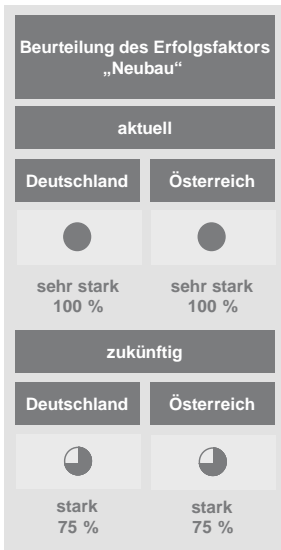 Beurteilung des Erfolgsfaktors
„Neubau“
aktuell
Deutschland
Österreich
sehr stark
100 %
sehr stark
100 %
zukünftig
Deutschland
Österreich
stark
75 %
stark
75 %